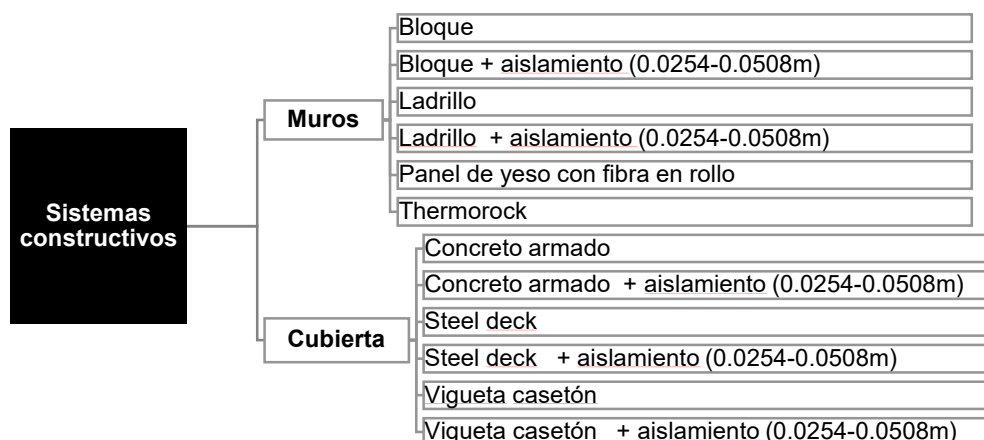 Sistemas
constructivos
Muros
Bloque
Bloque + aislamiento (0.0254-0.0508m)
Ladrillo
Ladrillo + aislamiento (0.0254-0.0508m)
Panel de yeso con fibra en rollo
Thermorock
Cubierta
Concreto armado
Concreto armado + aislamiento (0.0254-0.0508m)
Steel deck
Steel deck + aislamiento (0.0254-0.0508m)
Vigueta casetón
Vigueta casetón + aislamiento (0.0254-0.0508m)